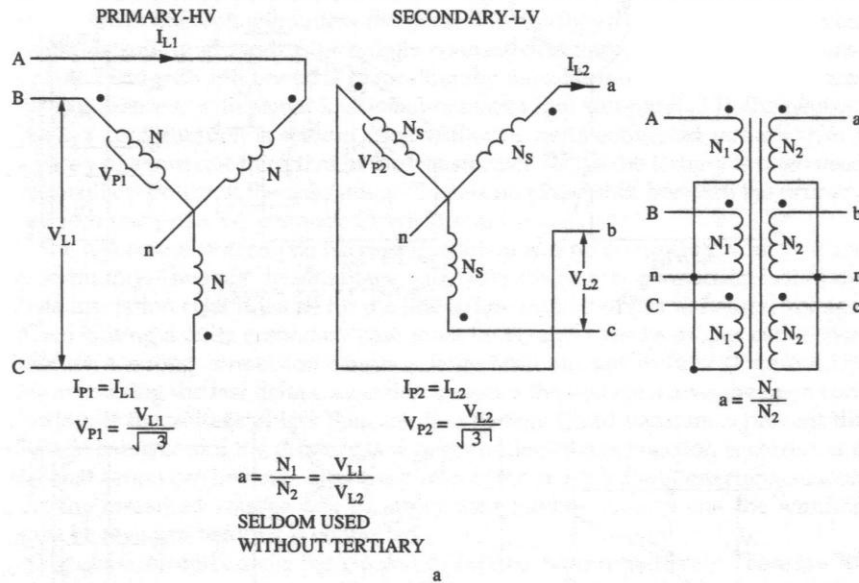 PRIMARY-HV
SECONDARY-LV
I_L1
A
B
N
N
V_P1
V_L1
n
N
C
I_P1 = I_L1
V_P1 = V_L1 / √3
I_L2
a
N_S
N_S
V_P2
n
b
N_S
V_L2
c
I_P2 = I_L2
V_P2 = V_L2 / √3
a = N_1 / N_2 = V_L1 / V_L2
SELDOM USED
WITHOUT TERTIARY
A
a
N_1
N_2
B
b
N_1
N_2
n
n
C
c
N_1
N_2
a = N_1 / N_2
a